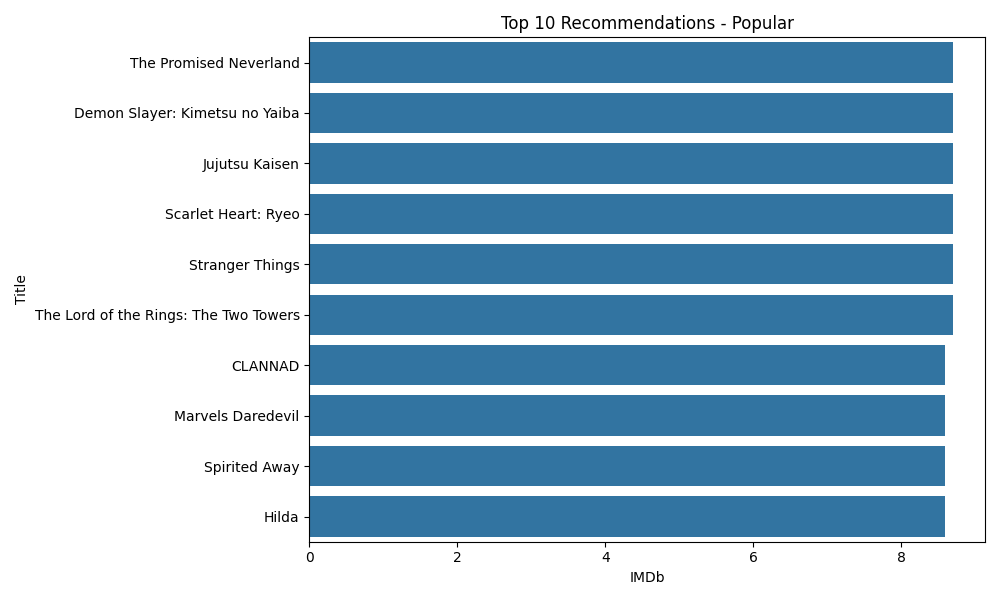 Top 10 Recommendations - Popular
Title
The Promised Neverland
Demon Slayer: Kimetsu no Yaiba
Jujutsu Kaisen
Scarlet Heart: Ryeo
Stranger Things
The Lord of the Rings: The Two Towers
CLANNAD
Marvels Daredevil
Spirited Away
Hilda
0 2 4 6 8
IMDb